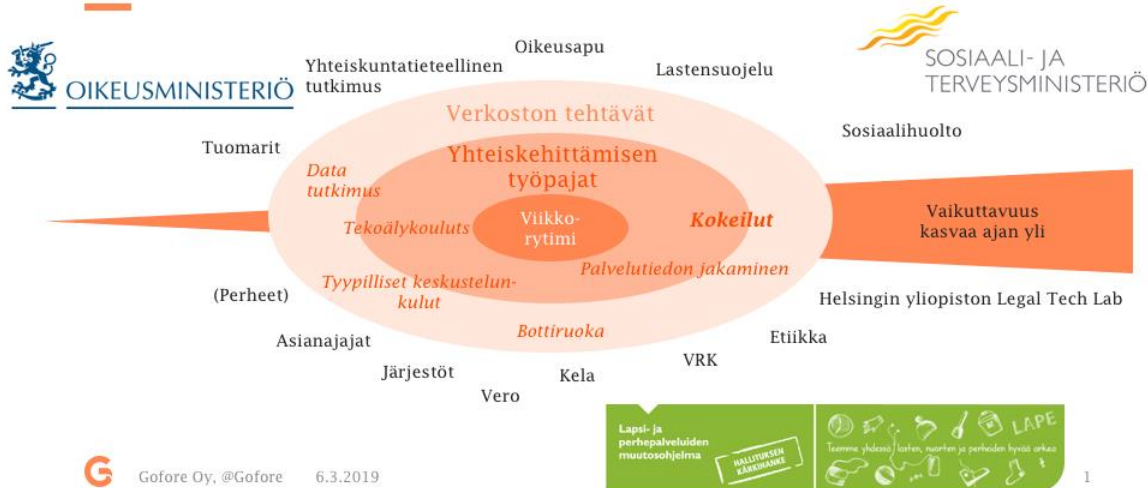 OIKEUSMINISTERIÖ
SOSIAALI- JA
TERVEYSMINISTERIÖ
Oikeusapu
Yhteiskuntatieteellinen
tutkimus
Lastensuojelu
Tuomarit
Sosiaalihuolto
Verkoston tehtävät
Yhteiskehittämisen
työpajat
Data
tutkimus
Tekoälykouluts
Viikko-
rytimi
Kokeilut
Vaikuttavuus
kasvaa ajan yli
Palvelutiedon jakaminen
Tyypilliset keskustelun-
kulut
Bottiruoka
(Perheet)
Helsingin yliopiston Legal Tech Lab
Asianajajat
Etiikka
Järjestöt
VRK
Kela
Vero
Lapsi- ja
perhepalveluiden
muutosohjelma
HALLITUKSEN
KÄRKIHANKE
LAPE
Teemme yhdessä lasten, nuorten ja perheiden hyvää arkea
Gofore Oy, @Gofore 6.3.2019
1